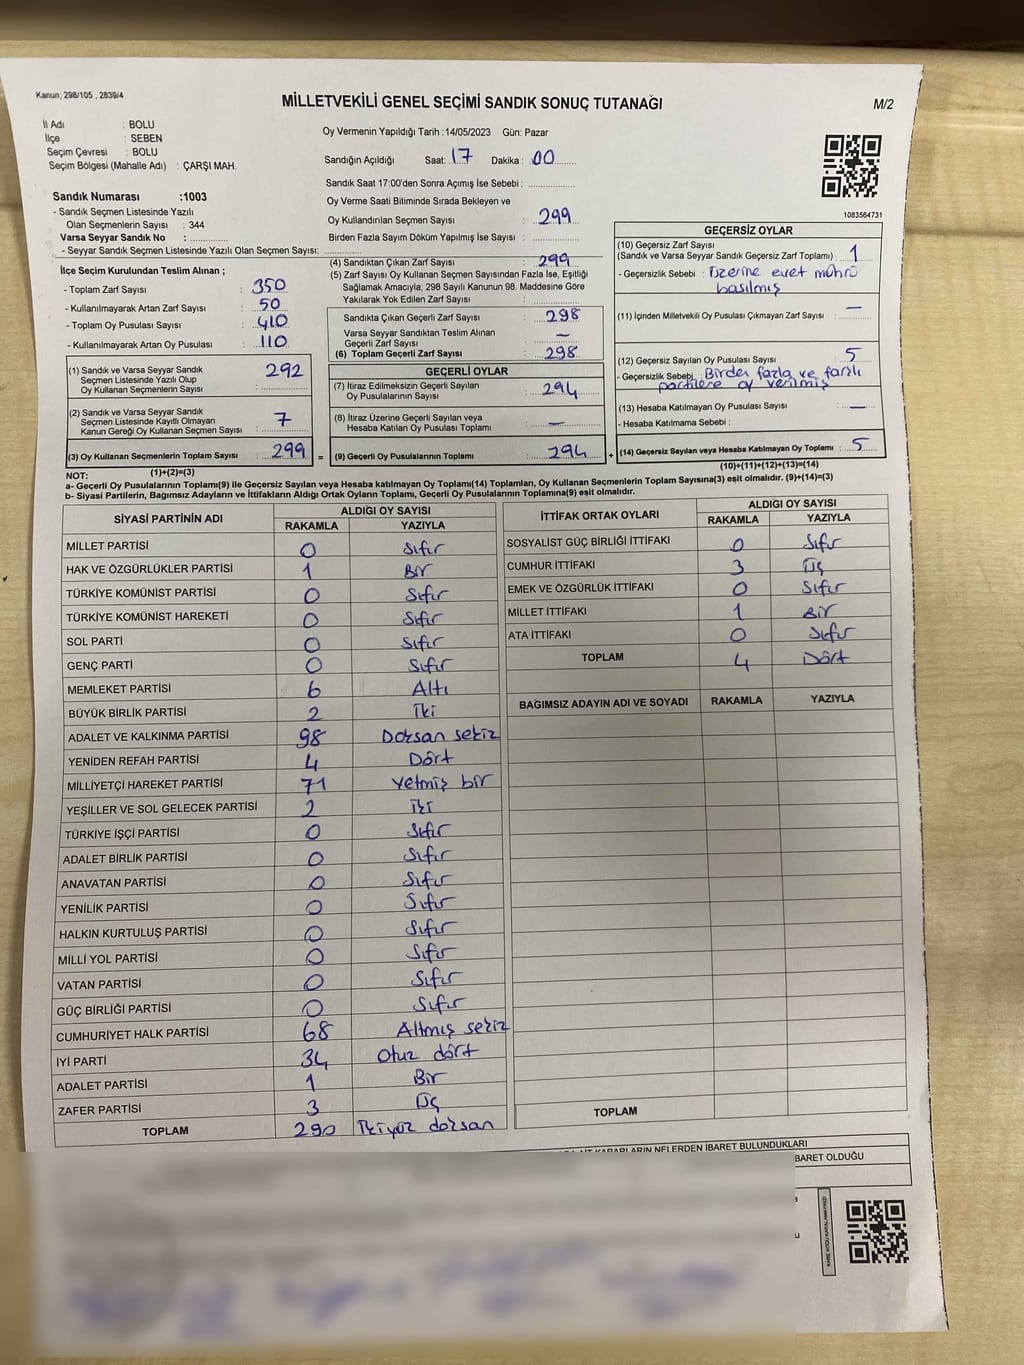 Kanun; 298/105 , 2839/4
MİLLETVEKİLİ GENEL SEÇİMİ SANDIK SONUÇ TUTANAĞI
M/2
İl Adı : BOLU
İlçe : SEBEN
Seçim Çevresi : BOLU
Seçim Bölgesi (Mahalle Adı) : ÇARŞI MAH.
Sandık Numarası :1003
- Sandık Seçmen Listesinde Yazılı
Olan Seçmenlerin Sayısı : 344
Varsa Seyyar Sandık No :
- Seyyar Sandık Seçmen Listesinde Yazılı Olan Seçmen Sayısı:
İlçe Seçim Kurulundan Teslim Alınan ;
- Toplam Zarf Sayısı : 350
- Kullanılmayarak Artan Zarf Sayısı : 50
- Toplam Oy Pusulası Sayısı : 410
- Kullanılmayarak Artan Oy Pusulası : 110
(1) Sandık ve Varsa Seyyar Sandık
Seçmen Listesinde Yazılı Olup
Oy Kullanan Seçmenlerin Sayısı : 292
(2) Sandık ve Varsa Seyyar Sandık
Seçmen Listesinde Kayıtlı Olmayan
Kanun Gereği Oy Kullanan Seçmen Sayısı : 7
(3) Oy Kullanan Seçmenlerin Toplam Sayısı : 299 =
Oy Vermenin Yapıldığı Tarih :14/05/2023 Gün: Pazar
Sandığın Açıldığı Saat: 17 Dakika : 00
Sandık Saat 17:00'den Sonra Açımış İse Sebebi :
Oy Verme Saati Bitiminde Sırada Bekleyen ve
Oy Kullandırılan Seçmen Sayısı : 299
Birden Fazla Sayım Döküm Yapılmış İse Sayısı :
(4) Sandıktan Çıkan Zarf Sayısı : 299
(5) Zarf Sayısı Oy Kullanan Seçmen Sayısından Fazla İse, Eşitliği
Sağlamak Amacıyla; 298 Sayılı Kanunun 98. Maddesine Göre
Yakılarak Yok Edilen Zarf Sayısı :
Sandıkta Çıkan Geçerli Zarf Sayısı : 298
Varsa Seyyar Sandıktan Teslim Alınan
Geçerli Zarf Sayısı : —
(6) Toplam Geçerli Zarf Sayısı : 298
GEÇERLİ OYLAR
(7) İtiraz Edilmeksizin Geçerli Sayılan
Oy Pusulalarının Sayısı : 294
(8) İtiraz Üzerine Geçerli Sayılan veya
Hesaba Katılan Oy Pusulası Toplamı : —
(9) Geçerli Oy Pusulalarının Toplamı : 294 +
1083564731
GEÇERSİZ OYLAR
(10) Geçersiz Zarf Sayısı
(Sandık ve Varsa Seyyar Sandık Geçersiz Zarf Toplamı) : 1
- Geçersizlik Sebebi : Üzerine evet mührü
basılmış
(11) İçinden Milletvekili Oy Pusulası Çıkmayan Zarf Sayısı : —
(12) Geçersiz Sayılan Oy Pusulası Sayısı : 5
- Geçersizlik Sebebi : Birden fazla ve farklı
partilere oy verilmiş
(13) Hesaba Katılmayan Oy Pusulası Sayısı : —
- Hesaba Katılmama Sebebi :
(14) Geçersiz Sayılan veya Hesaba Katılmayan Oy Toplamı : 5
(10)+(11)+(12)+(13)=(14)
NOT: (1)+(2)=(3)
a- Geçerli Oy Pusulalarının Toplamı(9) ile Geçersiz Sayılan veya Hesaba katılmayan Oy Toplamı(14) Toplamları, Oy Kullanan Seçmenlerin Toplam Sayısına(3) eşit olmalıdır. (9)+(14)=(3)
b- Siyasi Partilerin, Bağımsız Adayların ve İttifakların Aldığı Ortak Oyların Toplamı, Geçerli Oy Pusulalarının Toplamına(9) eşit olmalıdır.
SİYASİ PARTİNİN ADI ALDIĞI OY SAYISI
RAKAMLA YAZIYLA
MİLLET PARTİSİ 0 Sıfır
HAK VE ÖZGÜRLÜKLER PARTİSİ 1 Bir
TÜRKİYE KOMÜNİST PARTİSİ 0 Sıfır
TÜRKİYE KOMÜNİST HAREKETİ 0 Sıfır
SOL PARTİ 0 Sıfır
GENÇ PARTİ 0 Sıfır
MEMLEKET PARTİSİ 6 Altı
BÜYÜK BİRLİK PARTİSİ 2 İki
ADALET VE KALKINMA PARTİSİ 98 Doksan sekiz
YENİDEN REFAH PARTİSİ 4 Dört
MİLLİYETÇİ HAREKET PARTİSİ 71 Yetmiş bir
YEŞİLLER VE SOL GELECEK PARTİSİ 2 İki
TÜRKİYE İŞÇİ PARTİSİ 0 Sıfır
ADALET BİRLİK PARTİSİ 0 Sıfır
ANAVATAN PARTİSİ 0 Sıfır
YENİLİK PARTİSİ 0 Sıfır
HALKIN KURTULUŞ PARTİSİ 0 Sıfır
MİLLİ YOL PARTİSİ 0 Sıfır
VATAN PARTİSİ 0 Sıfır
GÜÇ BİRLİĞİ PARTİSİ 0 Sıfır
CUMHURİYET HALK PARTİSİ 68 Altmış sekiz
İYİ PARTİ 34 Otuz dört
ADALET PARTİSİ 1 Bir
ZAFER PARTİSİ 3 Üç
TOPLAM 290 İkiyüz doksan
İTTİFAK ORTAK OYLARI ALDIĞI OY SAYISI
RAKAMLA YAZIYLA
SOSYALİST GÜÇ BİRLİĞİ İTTİFAKI 0 Sıfır
CUMHUR İTTİFAKI 3 Üç
EMEK VE ÖZGÜRLÜK İTTİFAKI 0 Sıfır
MİLLET İTTİFAKI 1 Bir
ATA İTTİFAKI 0 Sıfır
TOPLAM 4 Dört
BAĞIMSIZ ADAYIN ADI VE SOYADI RAKAMLA YAZIYLA
TOPLAM
KARARLARIN NELERDEN İBARET BULUNDUKLARI
BARET OLDUĞU